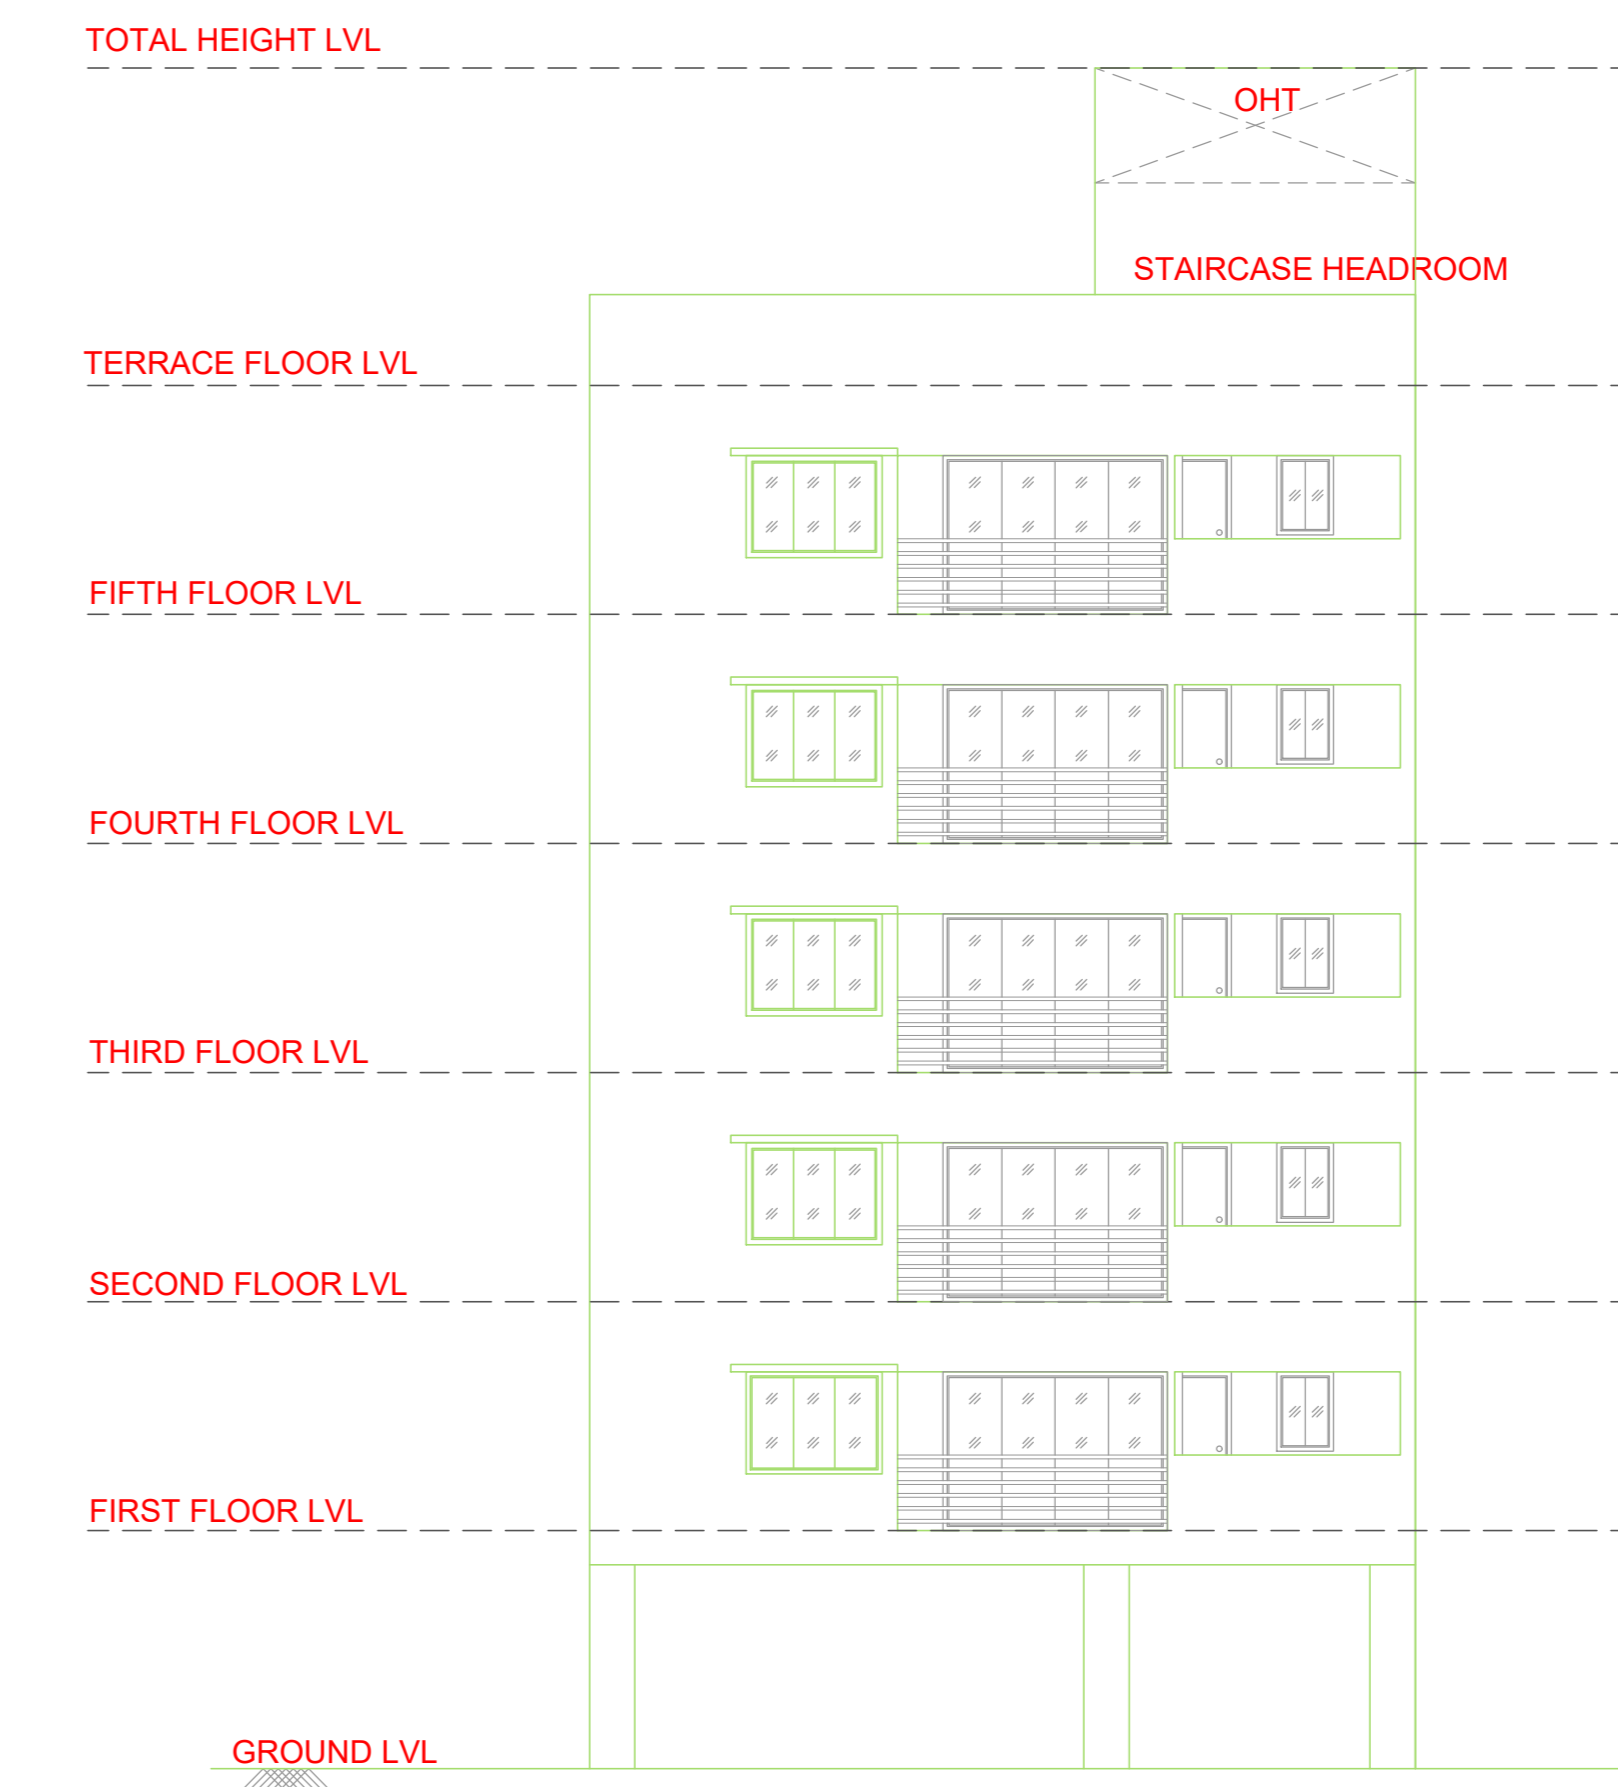 TOTAL HEIGHT LVL
OHT
STAIRCASE HEADROOM
TERRACE FLOOR LVL
FIFTH FLOOR LVL
FOURTH FLOOR LVL
THIRD FLOOR LVL
SECOND FLOOR LVL
FIRST FLOOR LVL
GROUND LVL